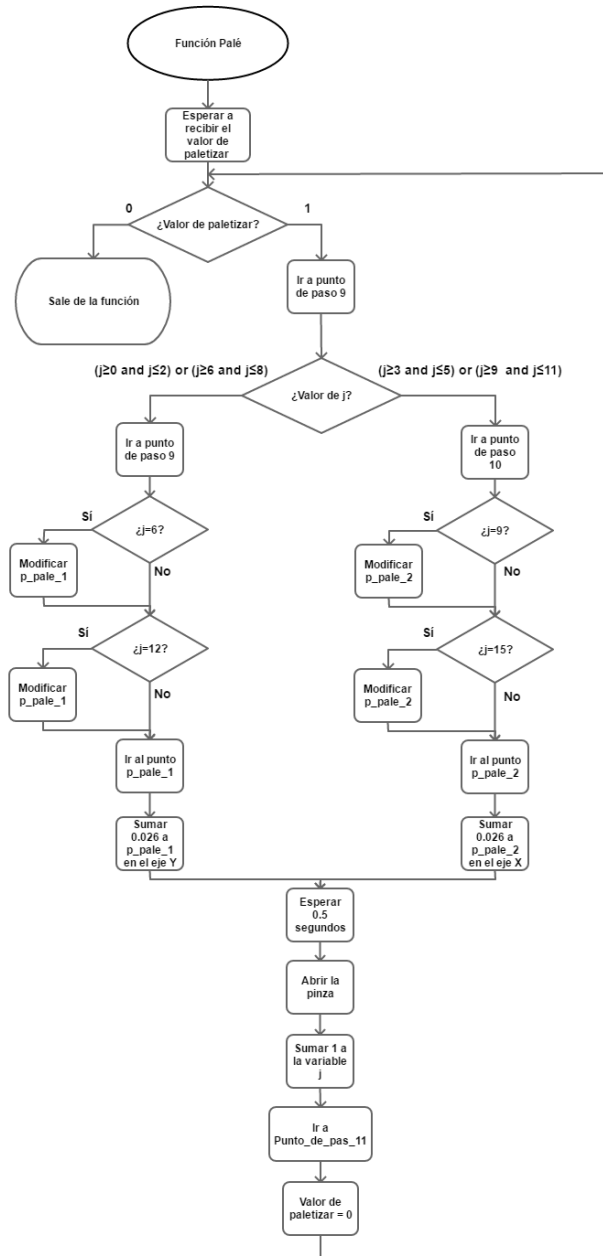 Función Palé
Esperar a
recibir el
valor de
paletizar
0
1
¿Valor de paletizar?
Sale de la función
Ir a punto
de paso 9
(j≥0 and j≤2) or (j≥6 and j≤8)
(j≥3 and j≤5) or (j≥9 and j≤11)
¿Valor de j?
Ir a punto
de paso 9
Ir a punto
de paso
10
Sí
¿j=6?
Sí
¿j=9?
Modificar
p_pale_1
No
Modificar
p_pale_2
No
Sí
¿j=12?
Sí
¿j=15?
Modificar
p_pale_1
No
Modificar
p_pale_2
No
Ir al punto
p_pale_1
Ir al punto
p_pale_2
Sumar
0.026 a
p_pale_1
en el eje Y
Sumar
0.026 a
p_pale_2
en el eje X
Esperar
0.5
segundos
Abrir la
pinza
Sumar 1 a
la variable
j
Ir a
Punto_de_pas_11
Valor de
paletizar = 0